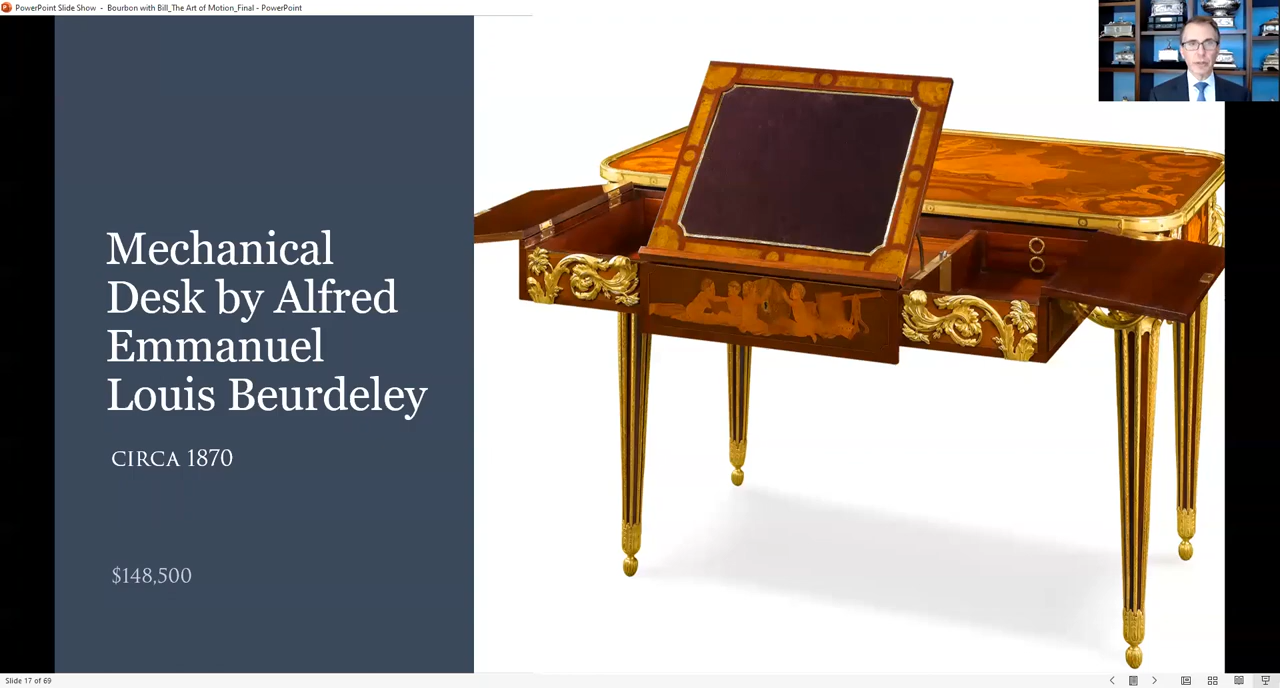 PowerPoint Slide Show - Bourbon with Bill_The Art of Motion_Final - PowerPoint
Mechanical
Desk by Alfred
Emmanuel
Louis Beurdeley
CIRCA 1870
$148,500
Slide 17 of 69